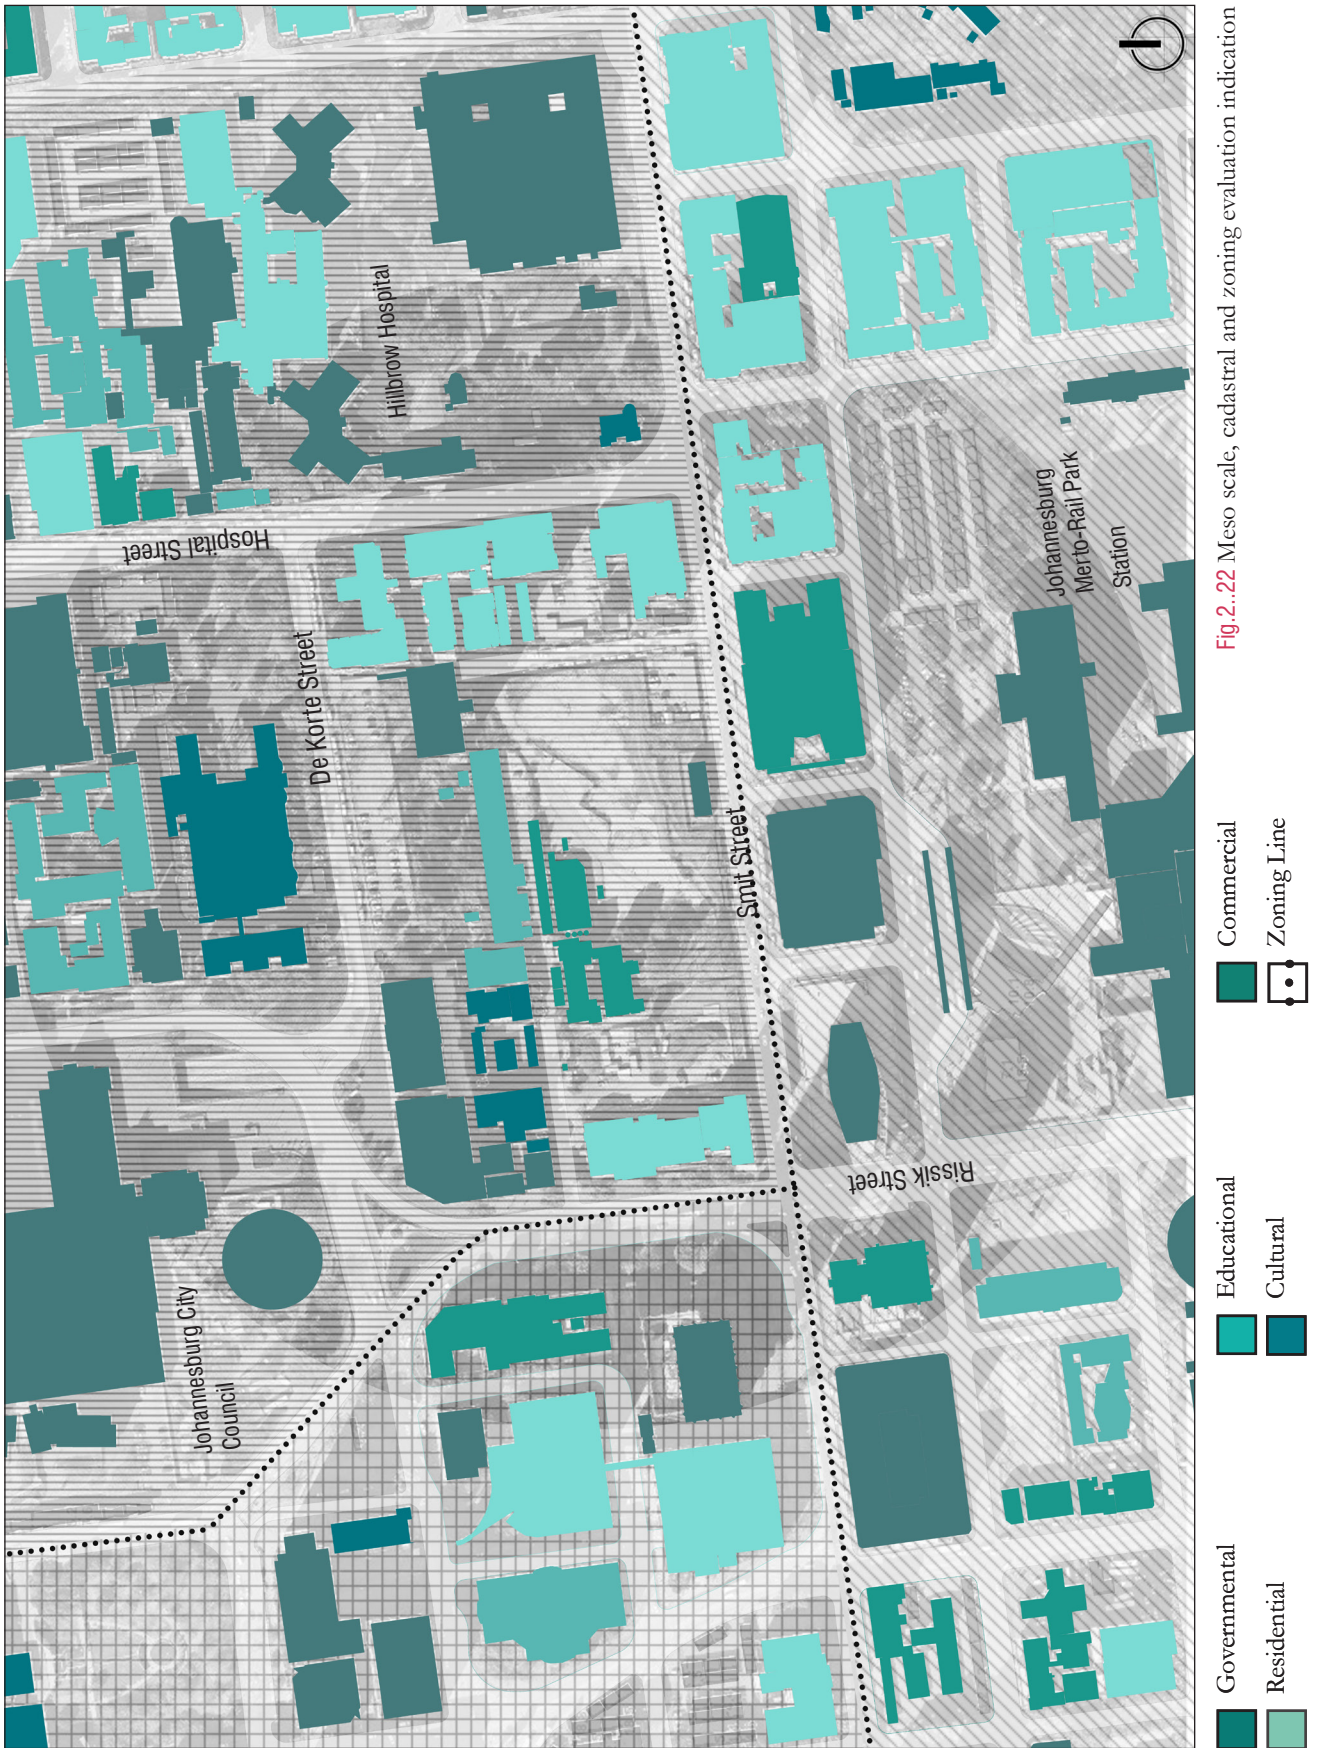 Hillbrow Hospital
Hospital Street
De Korte Street
Johannesburg
Merto-Rail Park
Station
Smit Street
Rissik Street
Johannesburg City
Council
Governmental
Residential
Educational
Cultural
Commercial
Zoning Line
Fig.2..22 Meso scale, cadastral and zoning evaluation indication